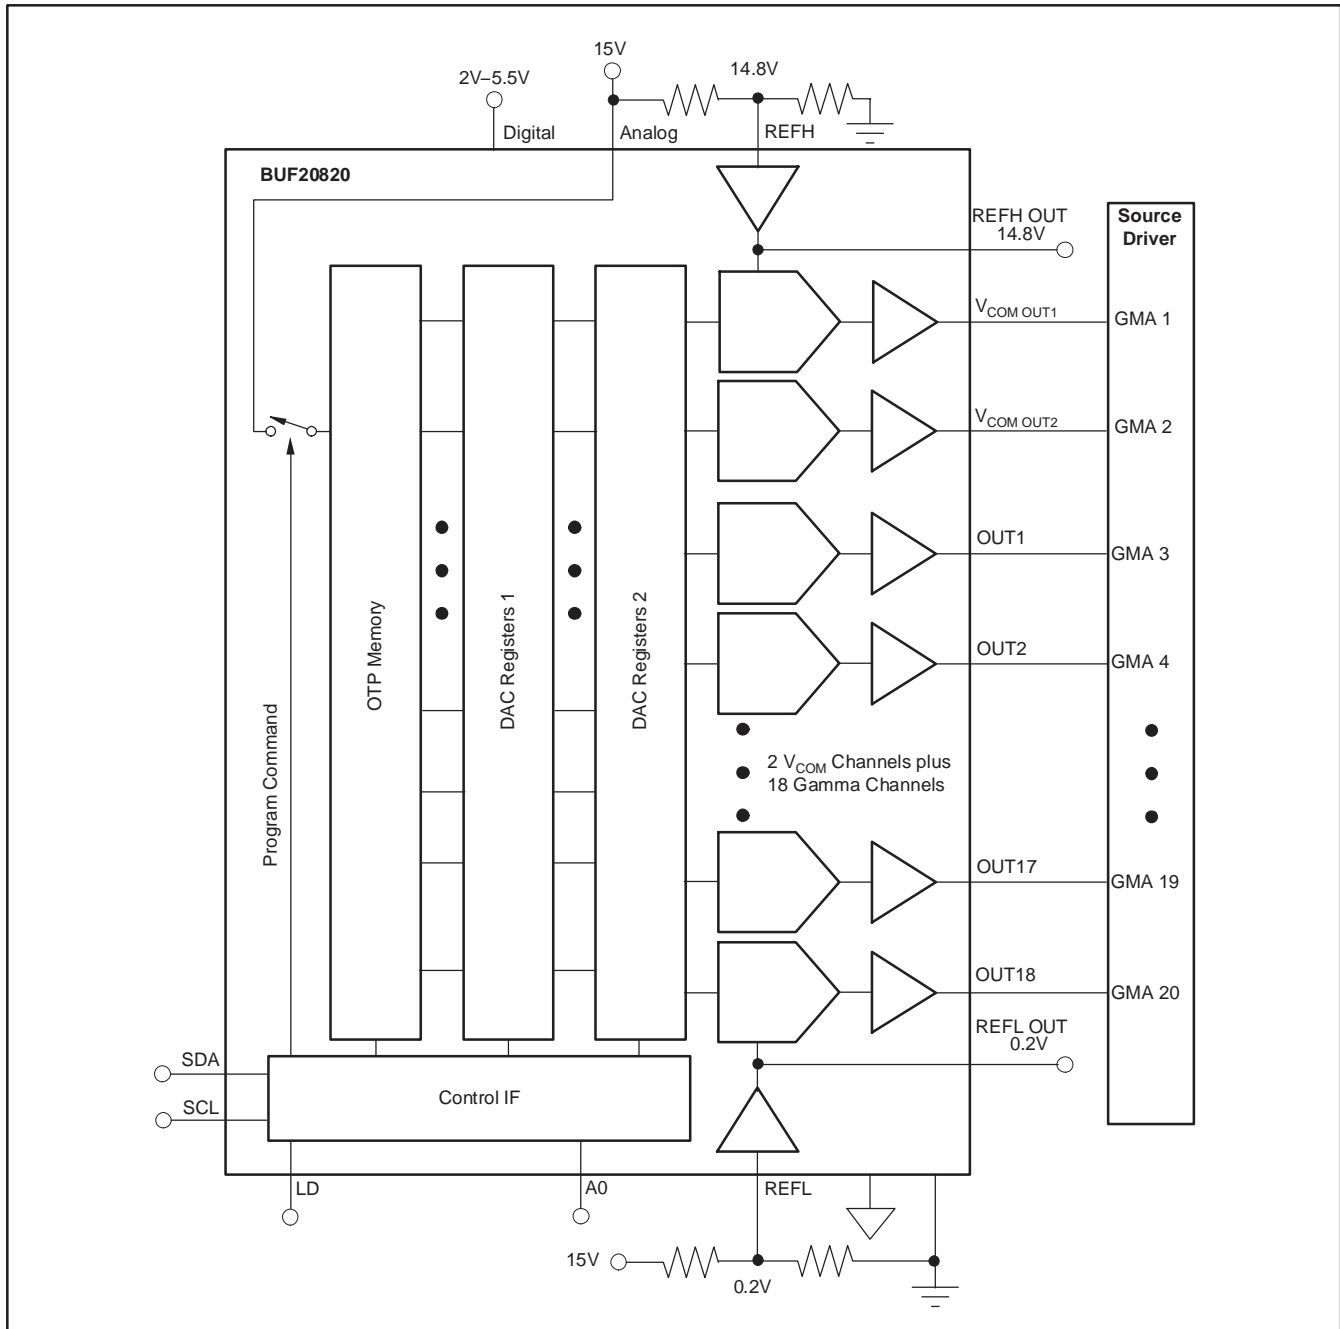 15V
14.8V
2V–5.5V
Digital
Analog
REFH
BUF20820
REFH OUT
14.8V
Source
Driver
V_COM OUT1
GMA 1
V_COM OUT2
GMA 2
OUT1
GMA 3
OUT2
GMA 4
OTP Memory
DAC Registers 1
DAC Registers 2
Program Command
2 V_COM Channels plus
18 Gamma Channels
OUT17
GMA 19
OUT18
GMA 20
REFL OUT
0.2V
SDA
SCL
Control IF
LD
A0
REFL
15V
0.2V